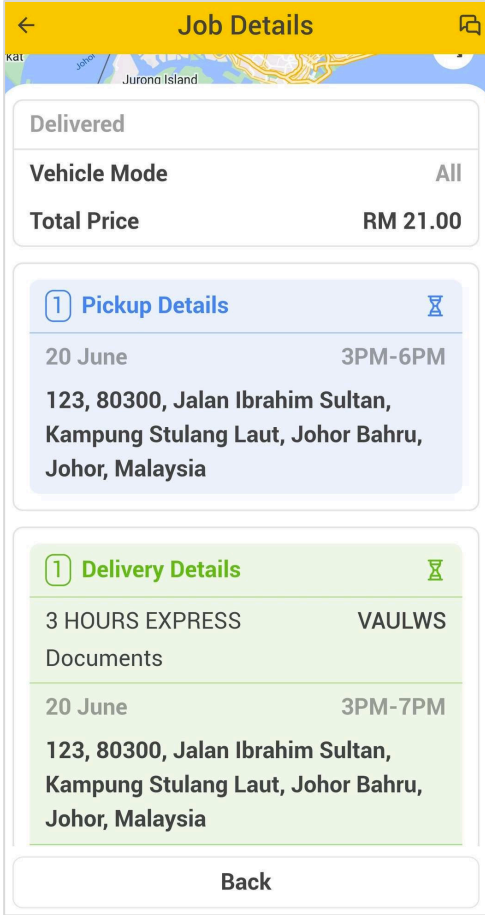 Job Details
kat
Johor
Jurong Island
Delivered
Vehicle Mode All
Total Price RM 21.00
1 Pickup Details
20 June 3PM-6PM
123, 80300, Jalan Ibrahim Sultan,
Kampung Stulang Laut, Johor Bahru,
Johor, Malaysia
1 Delivery Details
3 HOURS EXPRESS VAULWS
Documents
20 June 3PM-7PM
123, 80300, Jalan Ibrahim Sultan,
Kampung Stulang Laut, Johor Bahru,
Johor, Malaysia
Back